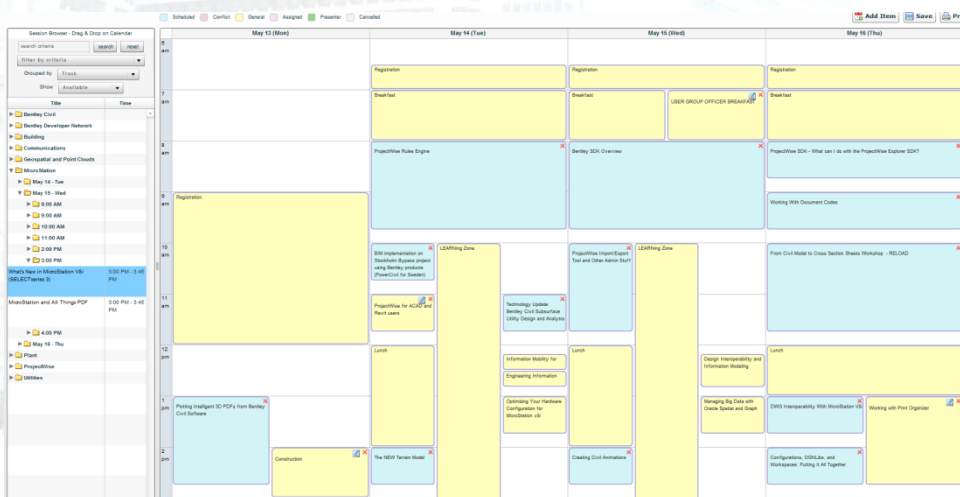 Scheduled Conflict General Assigned Presenter Cancelled
Add Item Save Pr
Session Browser - Drag & Drop on Calendar
search criteria search reset
filter by criteria
Grouped by Track
Show Available
Title Time
Bentley Civil
Bentley Developer Network
Building
Communications
Geospatial and Point Clouds
MicroStation
May 14 - Tue
May 15 - Wed
8:00 AM
9:00 AM
10:00 AM
11:00 AM
2:00 PM
3:00 PM
What's New in MicroStation V8i 3:00 PM - 3:45
(SELECTseries 3) PM
MicroStation and All Things PDF 3:00 PM - 3:45
PM
4:00 PM
May 16 - Thu
Plant
ProjectWise
Utilities
May 13 (Mon) May 14 (Tue) May 15 (Wed) May 16 (Thu)
6
am
Registration Registration Registration
7
am
Breakfast Breakfast USER GROUP OFFICER BREAKFAST Breakfast
8
am
ProjectWise Rules Engine Bentley SDK Overview ProjectWise SDK - What can I do with the ProjectWise Explorer SDK?
9
am
Registration Working With Document Codes
10
am
BIM Implementation on
Stockholm Bypass project
using Bentley products
(PowerCivil for Sweden)
LEARNing Zone
ProjectWise Import/Export
Tool and Other Admin Stuff
LEARNing Zone
From Civil Model to Cross Section Sheets Workshop - RELOAD
11
am
ProjectWise for ACAD and
Revit users
Technology Update:
Bentley Civil Subsurface
Utility Design and Analysis
12
pm
Lunch
Information Mobility for
Engineering Information
Lunch
Design Interoperability and
Information Modeling
Lunch
1
pm
Plotting Intelligent 3D PDFs from Bentley
Civil Software
Optimizing Your Hardware
Configuration for
MicroStation v8i
Managing Big Data with
Oracle Spatial and Graph
DWG Interoperability With MicroStation V8i
Working with Print Organizer
2
pm
Construction
The NEW Terrain Model
Creating Civil Animations
Configurations, DGNLibs, and
Workspaces: Putting It All Together